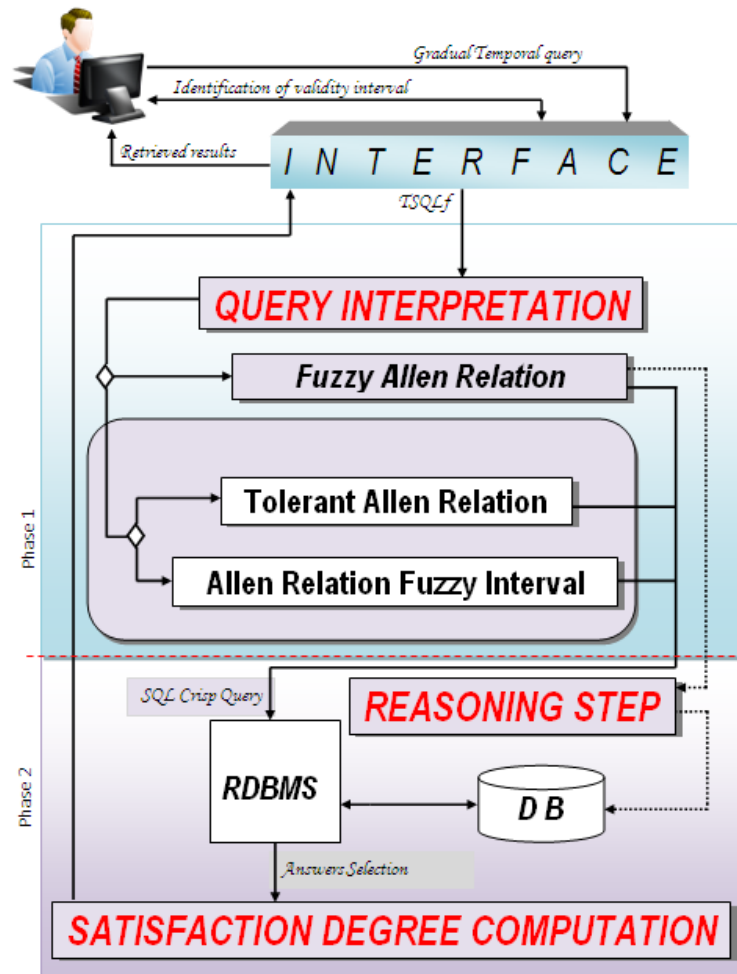 Gradual Temporal query
Identification of validity interval
Retrieved results
I N T E R F A C E
TSQLf
QUERY INTERPRETATION
Fuzzy Allen Relation
Tolerant Allen Relation
Allen Relation Fuzzy Interval
Phase 1
SQL Crisp Query
REASONING STEP
RDBMS
D B
Phase 2
Answers Selection
SATISFACTION DEGREE COMPUTATION